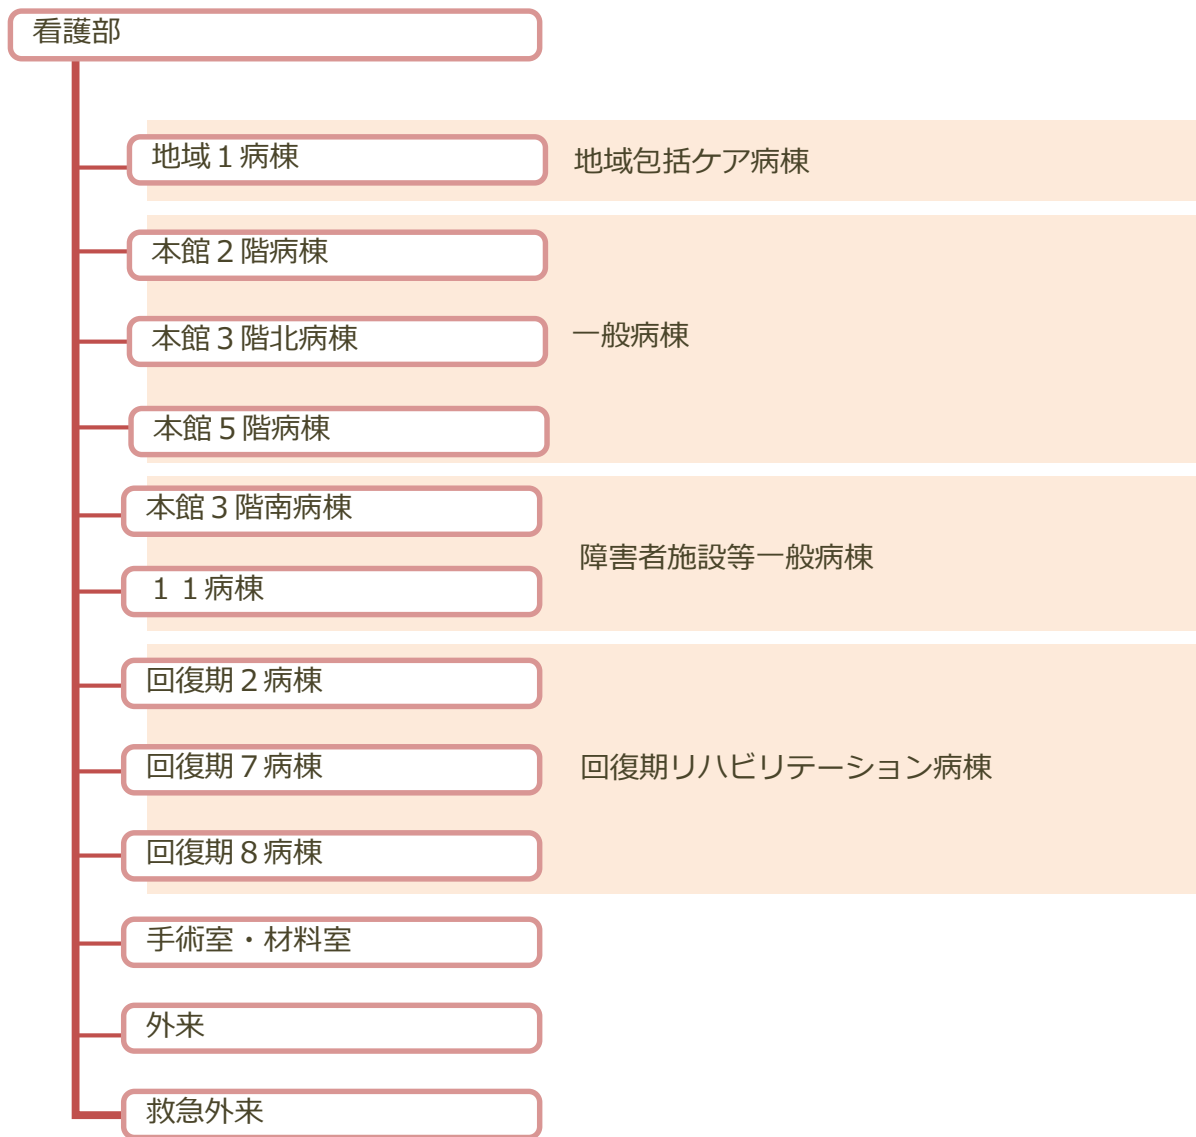 看護部
地域１病棟
地域包括ケア病棟
本館２階病棟
本館３階北病棟
一般病棟
本館５階病棟
本館３階南病棟
障害者施設等一般病棟
１１病棟
回復期２病棟
回復期７病棟
回復期リハビリテーション病棟
回復期８病棟
手術室・材料室
外来
救急外来